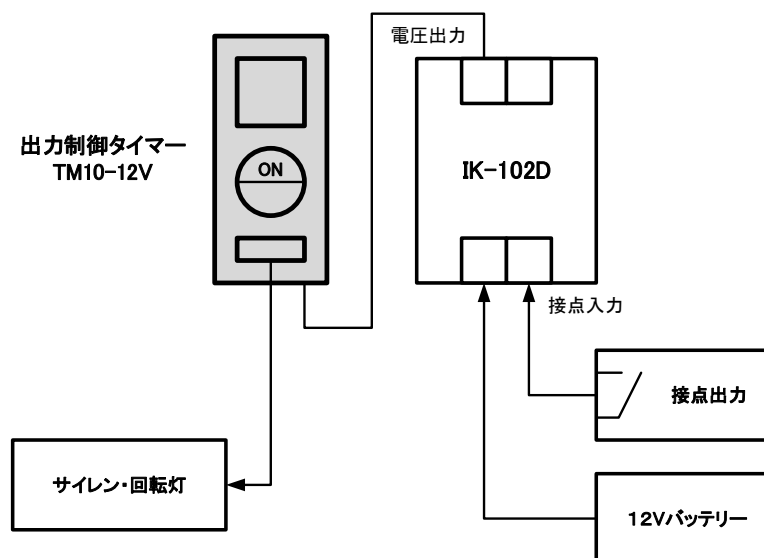 電圧出力
出力制御タイマー
TM10-12V
ON
IK-102D
接点入力
接点出力
サイレン・回転灯
12Vバッテリー